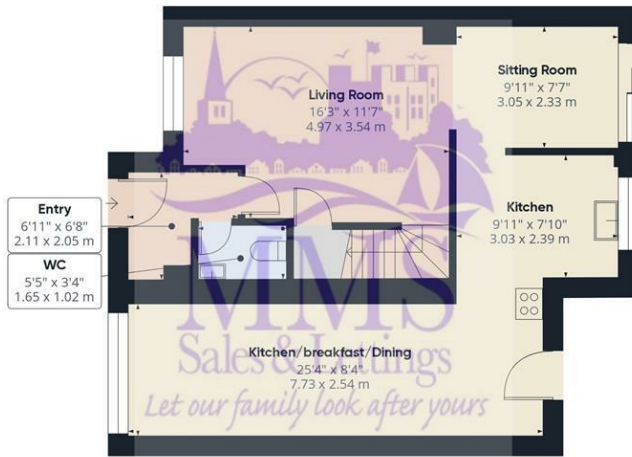 Living Room
16'3" x 11'7"
4.97 x 3.54 m
Sitting Room
9'11" x 7'7"
3.05 x 2.33 m
Entry
6'11" x 6'8"
2.11 x 2.05 m
WC
5'5" x 3'4"
1.65 x 1.02 m
Kitchen
9'11" x 7'10"
3.03 x 2.39 m
MMS
Sales & Lettings
Kitchen/breakfast/Dining
25'4" x 8'4"
7.73 x 2.54 m
Let our family look after yours